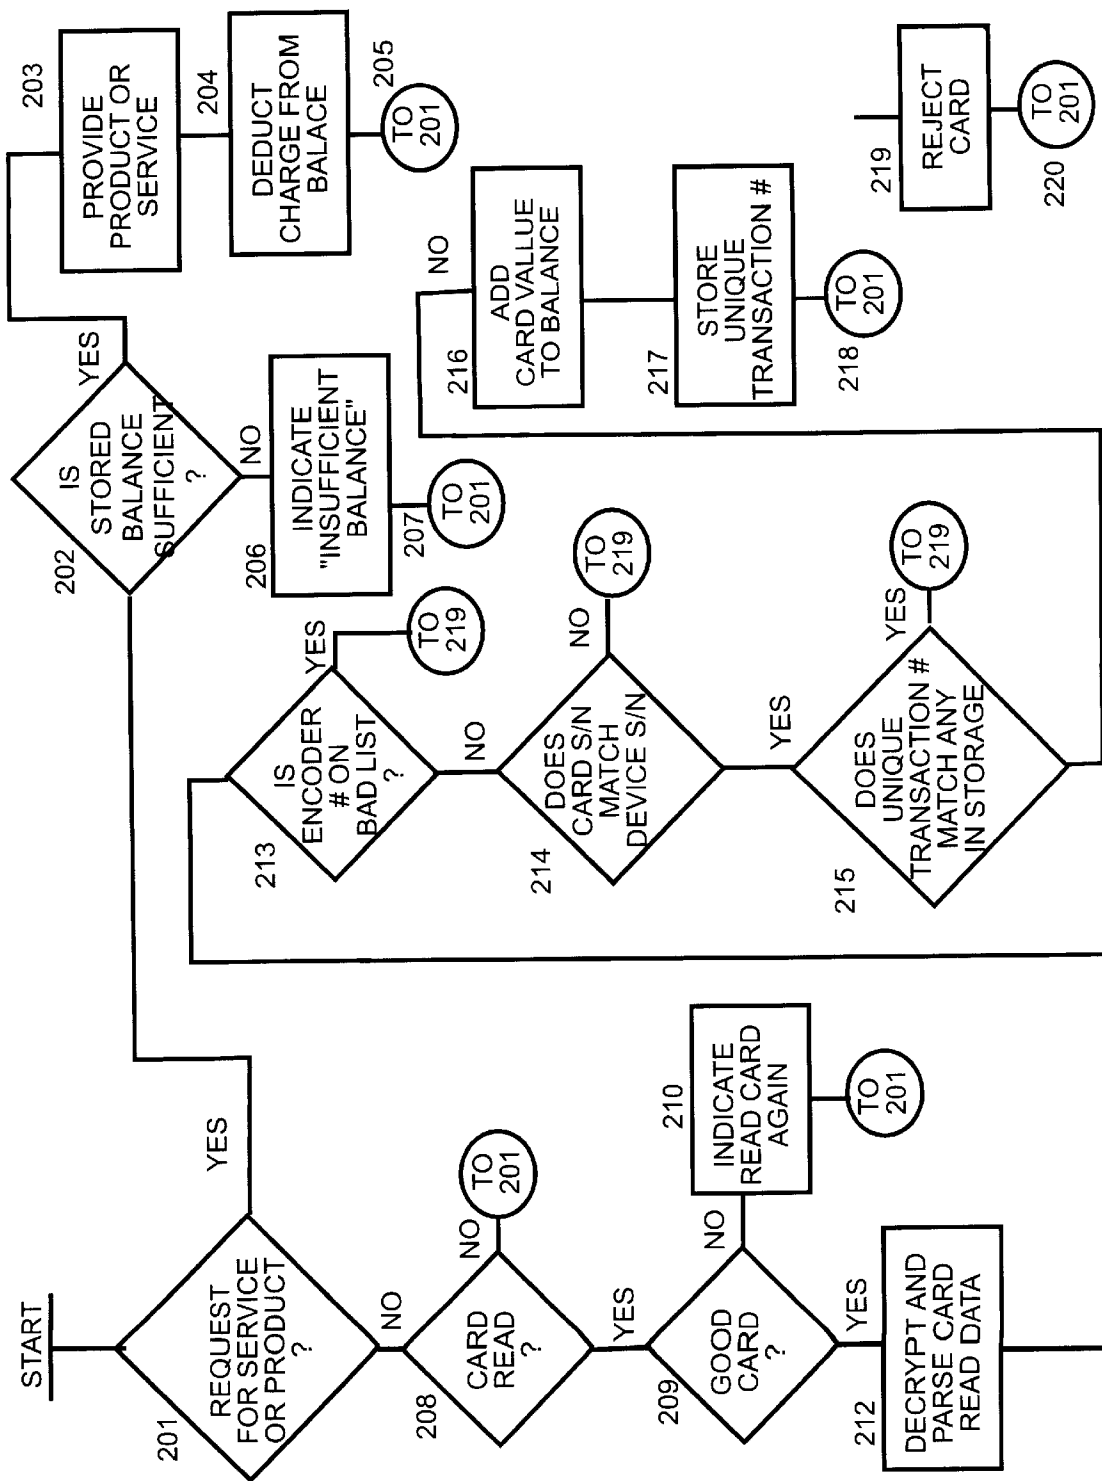 START
201
REQUEST
FOR SERVICE
OR PRODUCT
?
YES
NO
208
CARD
READ
?
NO
TO
201
YES
209
GOOD
CARD
?
NO
210
INDICATE
READ CARD
AGAIN
TO
201
YES
212
DECRYPT AND
PARSE CARD
READ DATA
202
IS
STORED
BALANCE
SUFFICIENT
?
YES
203
PROVIDE
PRODUCT OR
SERVICE
204
DEDUCT
CHARGE FROM
BALACE
205
TO
201
NO
206
INDICATE
"INSUFFICIENT
BALANCE"
207
TO
201
213
IS
ENCODER
# ON
BAD LIST
?
YES
TO
219
NO
214
DOES
CARD S/N
MATCH
DEVICE S/N
NO
TO
219
YES
215
DOES
UNIQUE
TRANSACTION #
MATCH ANY
IN STORAGE
YES
TO
219
NO
216
ADD
CARD VALLUE
TO BALANCE
217
STORE
UNIQUE
TRANSACTION #
218
TO
201
219
REJECT
CARD
220
TO
201